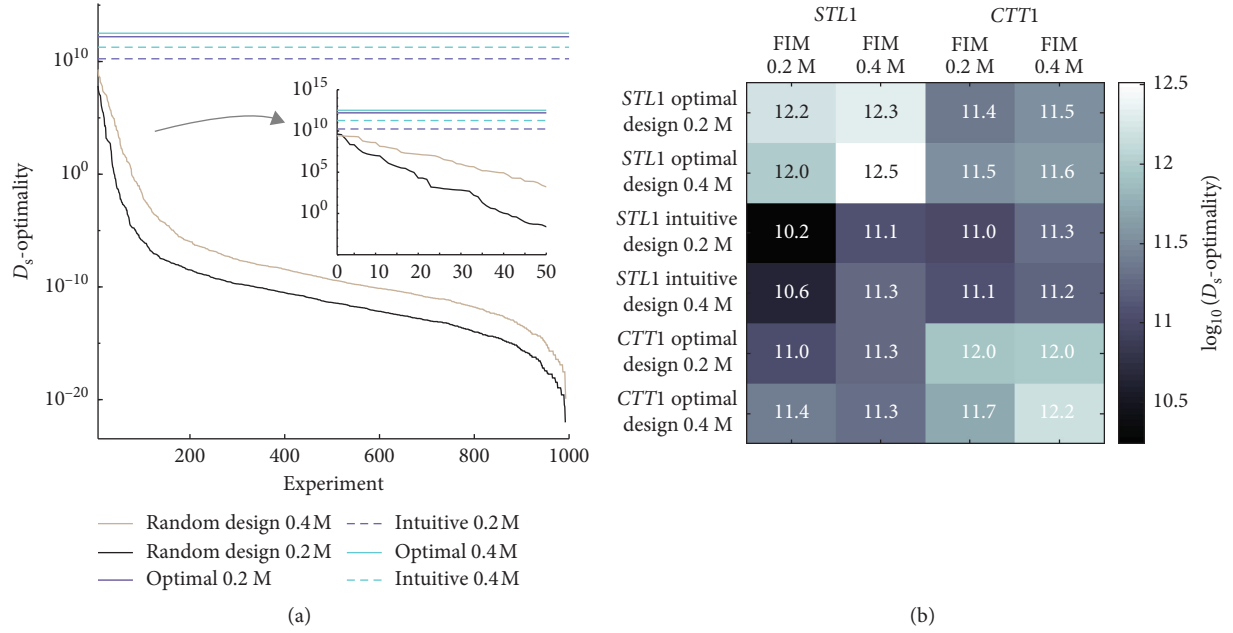 10^10
10^0
10^−10
10^−20
D_s-optimality
200
400
600
800
1000
Experiment
10^15
10^10
10^5
10^0
0
10
20
30
40
50
Random design 0.4 M
Random design 0.2 M
Optimal 0.2 M
Intuitive 0.2 M
Optimal 0.4 M
Intuitive 0.4 M
(a)
STL1
CTT1
FIM
0.2 M
FIM
0.4 M
FIM
0.2 M
FIM
0.4 M
STL1 optimal
design 0.2 M
12.2 12.3 11.4 11.5
STL1 optimal
design 0.4 M
12.0 12.5 11.5 11.6
STL1 intuitive
design 0.2 M
10.2 11.1 11.0 11.3
STL1 intuitive
design 0.4 M
10.6 11.3 11.1 11.2
CTT1 optimal
design 0.2 M
11.0 11.3 12.0 12.0
CTT1 optimal
design 0.4 M
11.4 11.3 11.7 12.2
12.5
12
11.5
11
10.5
log_10 (D_s-optimality)
(b)